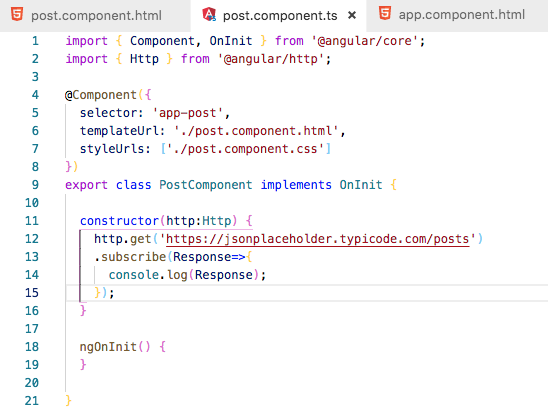 post.component.html
post.component.ts ×
app.component.html
1 import { Component, OnInit } from '@angular/core';
2 import { Http } from '@angular/http';
3
4 @Component({
5   selector: 'app-post',
6   templateUrl: './post.component.html',
7   styleUrls: ['./post.component.css']
8 })
9 export class PostComponent implements OnInit {
10
11   constructor(http:Http) {
12     http.get('https://jsonplaceholder.typicode.com/posts')
13     .subscribe(Response=>{
14       console.log(Response);
15     });
16   }
17
18   ngOnInit() {
19   }
20
21 }